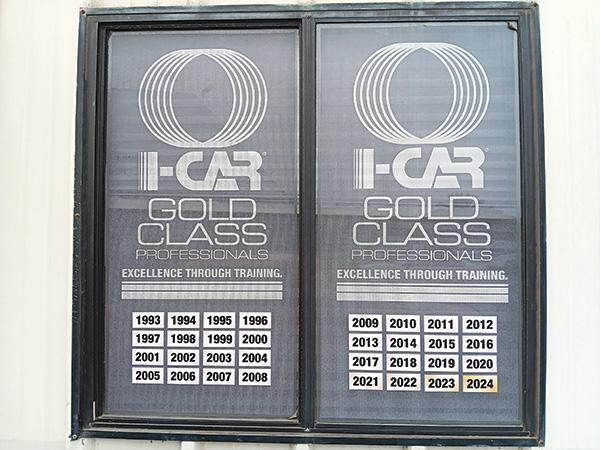 I-CAR®
GOLD
CLASS
PROFESSIONALS
EXCELLENCE THROUGH TRAINING.
1993 1994 1995 1996
1997 1998 1999 2000
2001 2002 2003 2004
2005 2006 2007 2008
I-CAR®
GOLD
CLASS
PROFESSIONALS
EXCELLENCE THROUGH TRAINING.
2009 2010 2011 2012
2013 2014 2015 2016
2017 2018 2019 2020
2021 2022 2023 2024